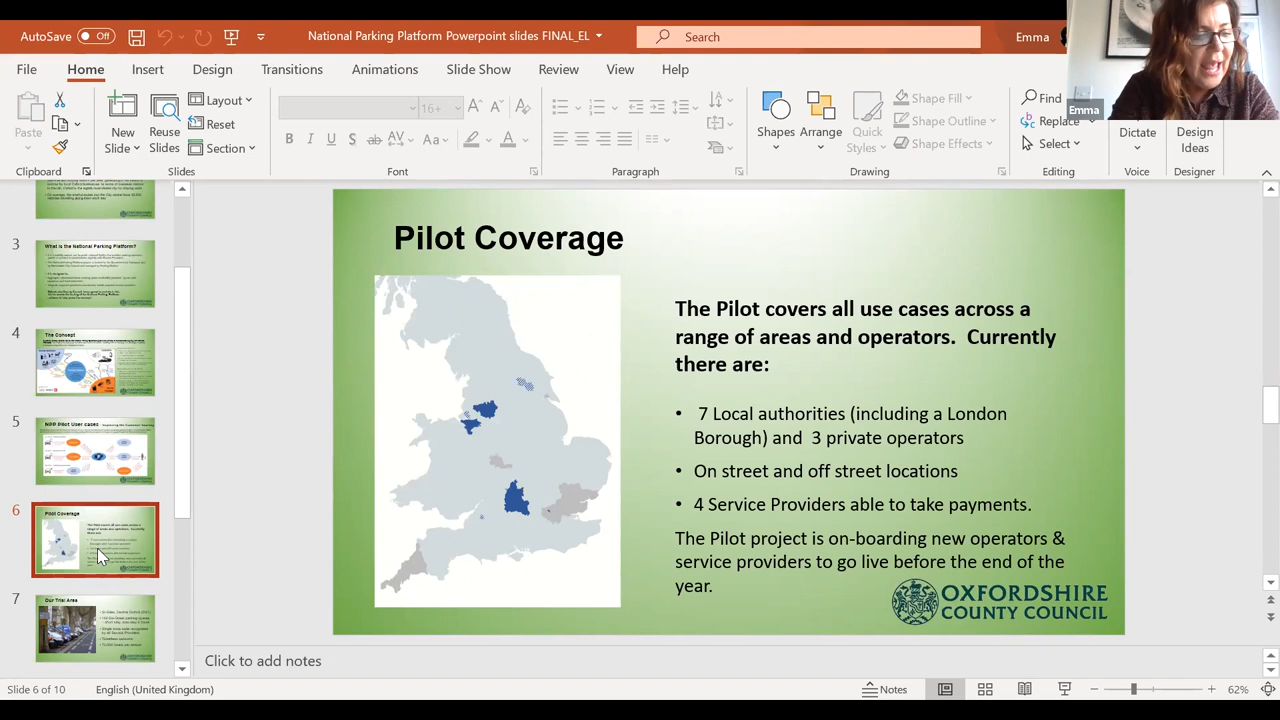 AutoSave Off
National Parking Platform Powerpoint slides FINAL_EL
Search
Emma
File Home Insert Design Transitions Animations Slide Show Review View Help
Paste
Clipboard
New Slide
Reuse Slides
Layout
Reset
Section
Slides
16+
Font
Paragraph
Shapes
Arrange
Quick Styles
Shape Fill
Shape Outline
Shape Effects
Drawing
Find
Replace
Select
Editing
Dictate
Voice
Design Ideas
Designer
Emma
3
What is the National Parking Platform?
4
The Concept
5
NPP Pilot User cases
6
Pilot Coverage
7
Our Trial Area
Pilot Coverage
The Pilot covers all use cases across a
range of areas and operators. Currently
there are:
• 7 Local authorities (including a London
Borough) and 3 private operators
• On street and off street locations
• 4 Service Providers able to take payments.
The Pilot project is on-boarding new operators &
service providers to go live before the end of the
year.
OXFORDSHIRE
COUNTY COUNCIL
Click to add notes
Slide 6 of 10 English (United Kingdom) Notes 62%